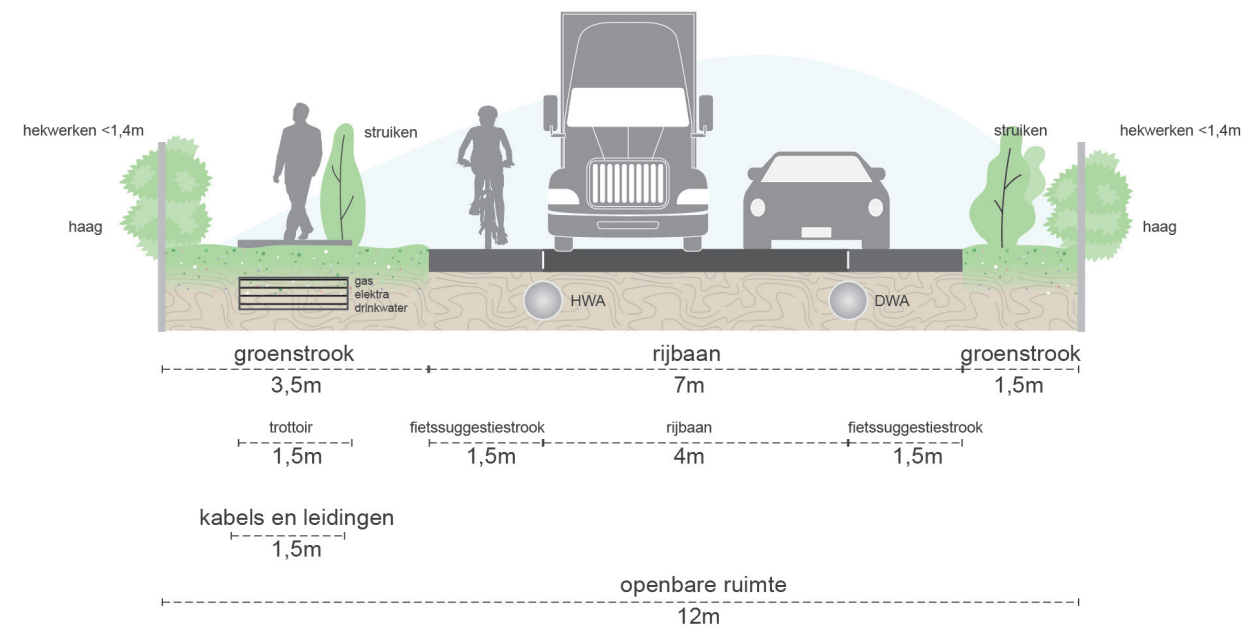 hekwerken <1,4m
struiken
struiken
hekwerken <1,4m
haag
haag
gas
elektra
drinkwater
HWA
DWA
groenstrook
rijbaan
groenstrook
3,5m
7m
1,5m
trottoir
fietssuggestiestrook
rijbaan
fietssuggestiestrook
1,5m
1,5m
4m
1,5m
kabels en leidingen
1,5m
openbare ruimte
12m